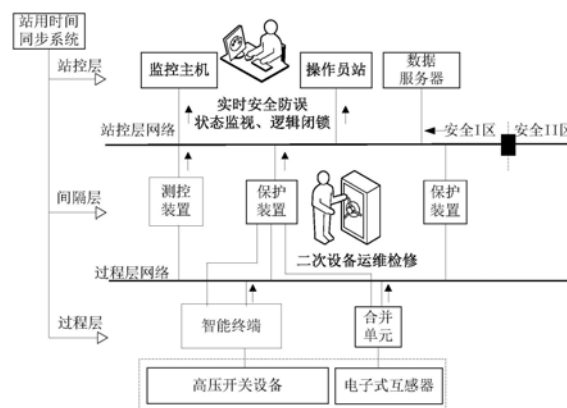 站用时间
同步系统
站控层
监控主机
操作员站
数据
服务器
实时安全防误
状态监视、逻辑闭锁
站控层网络
安全I区
安全II区
间隔层
测控
装置
保护
装置
保护
装置
二次设备运维检修
过程层网络
过程层
智能终端
合并
单元
高压开关设备
电子式互感器